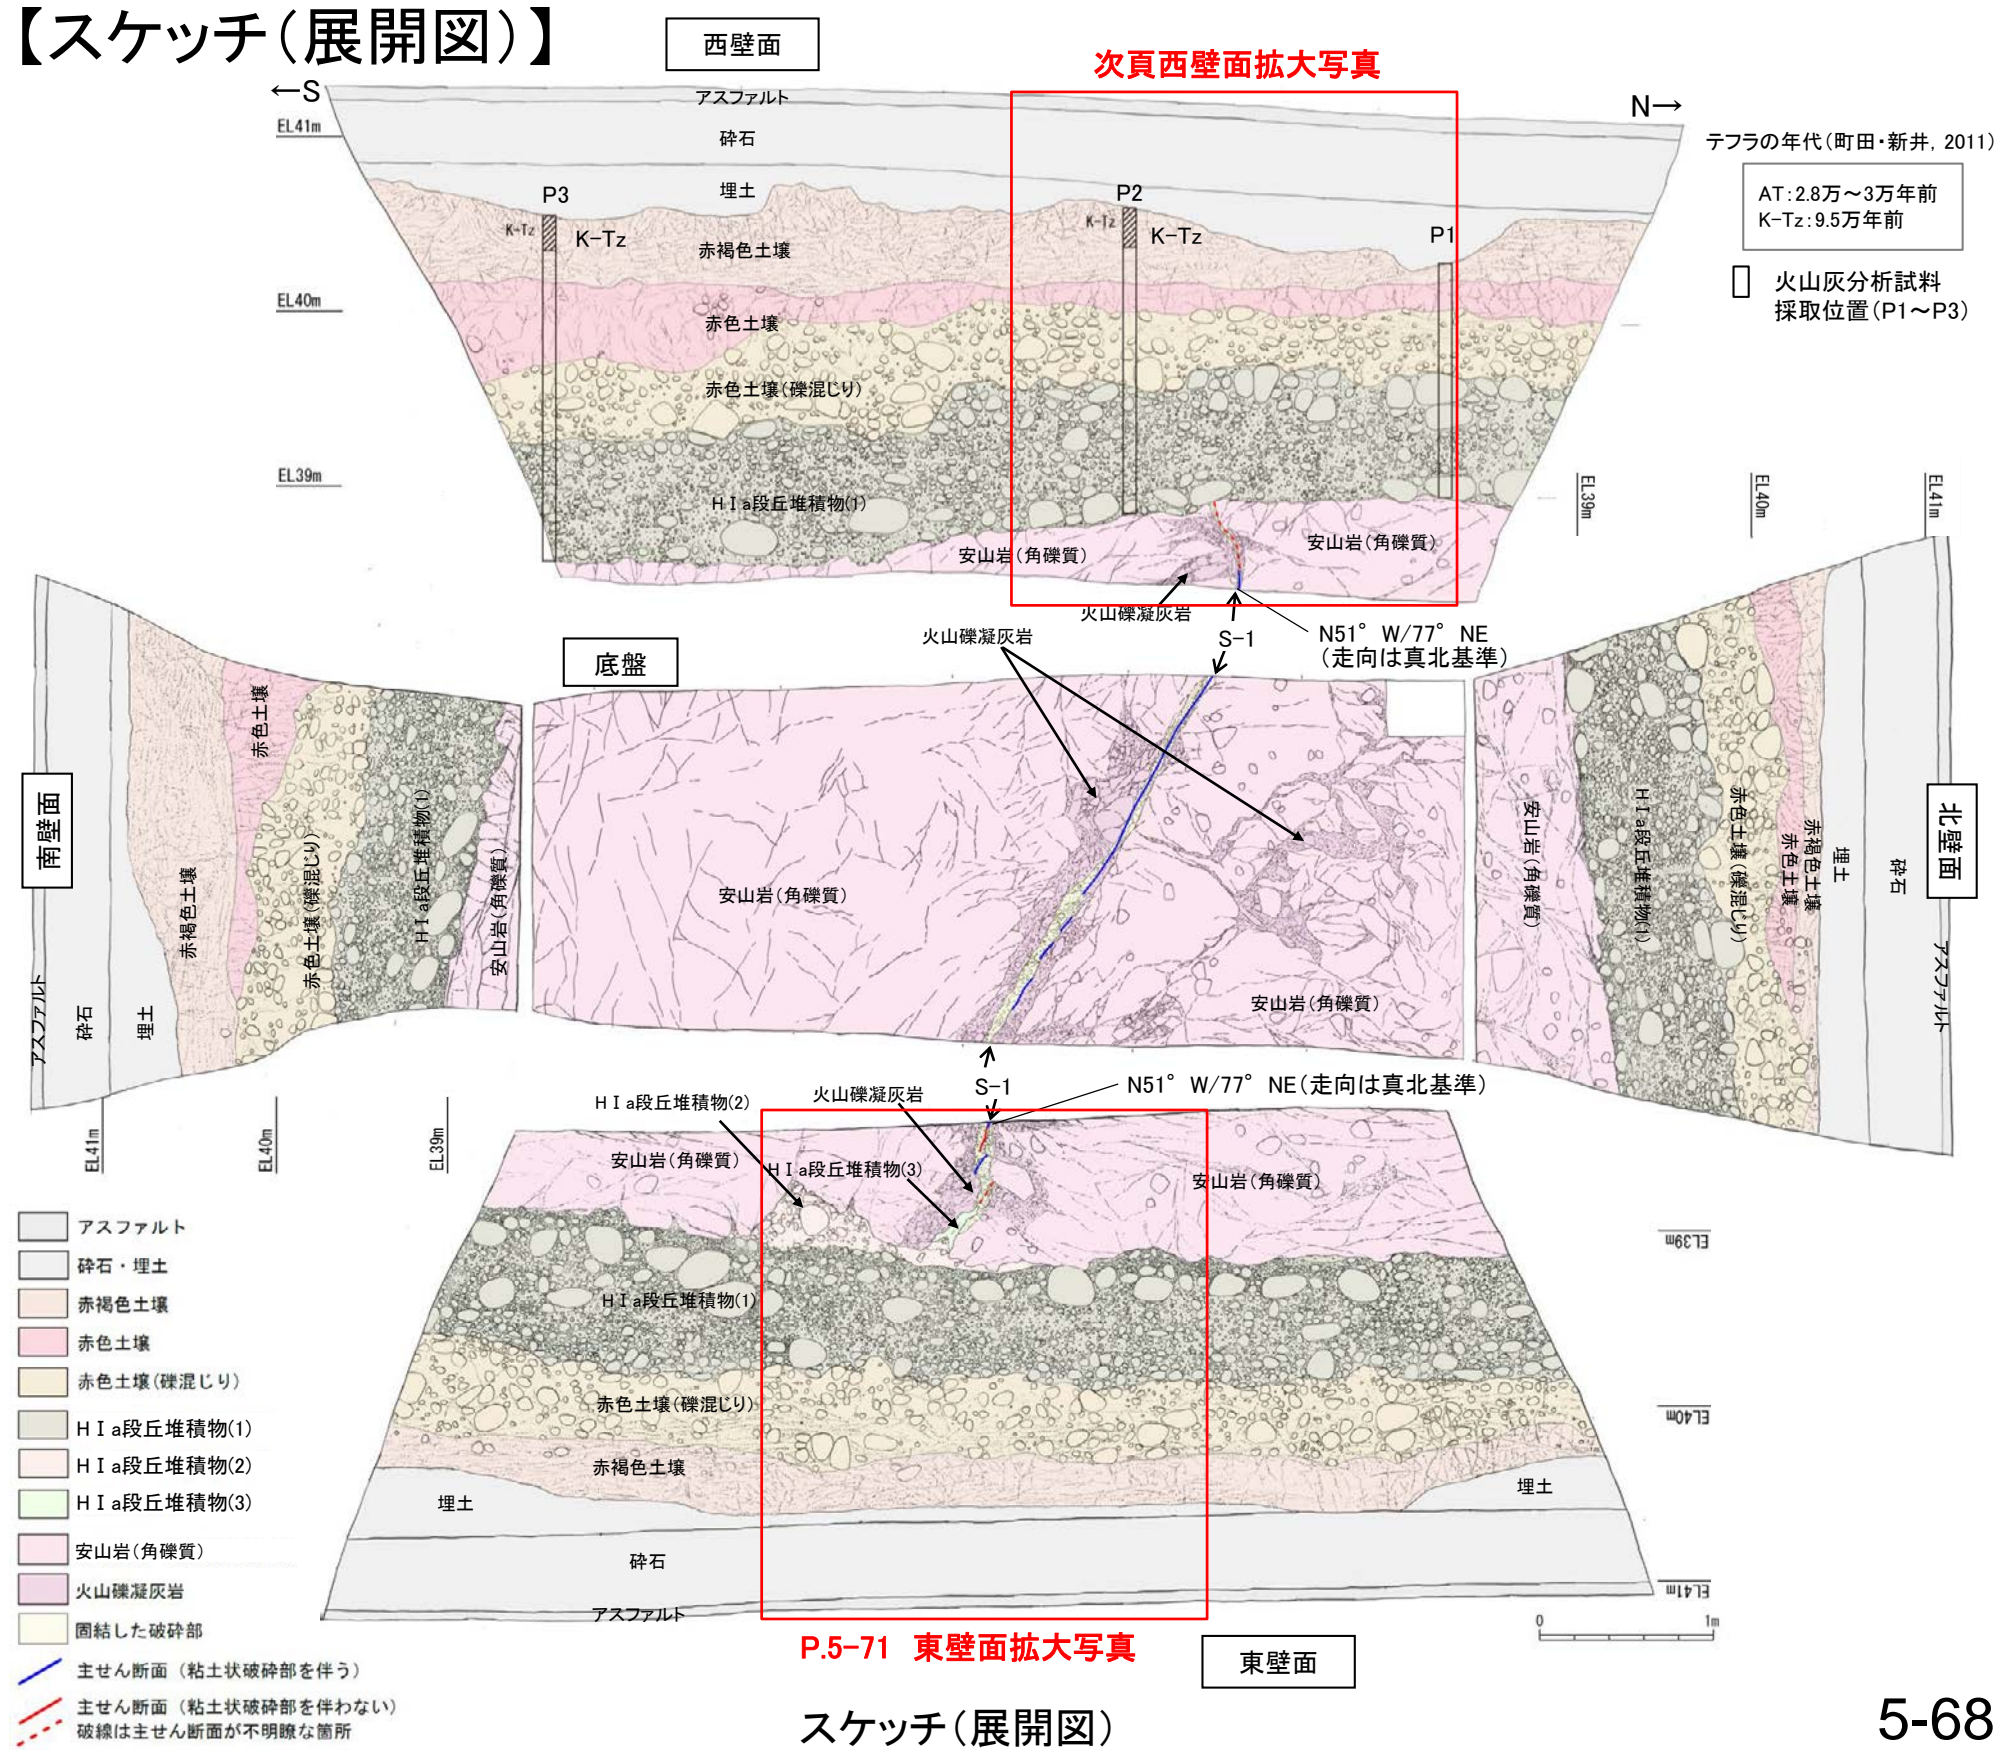 【スケッチ(展開図)】
西壁面
次頁西壁面拡大写真
←S
N→
アスファルト
EL41m
砕石
テフラの年代(町田・新井, 2011)
AT:2.8万～3万年前
K-Tz:9.5万年前
埋土
P3
P2
P1
K-Tz
K-Tz
K-Tz
K-Tz
赤褐色土壌
火山灰分析試料
採取位置(P1～P3)
EL40m
赤色土壌
赤色土壌(礫混じり)
EL39m
HⅠa段丘堆積物(1)
安山岩(角礫質)
安山岩(角礫質)
火山礫凝灰岩
EL39m
EL40m
EL41m
火山礫凝灰岩
S-1
N51° W/77° NE
(走向は真北基準)
底盤
南壁面
アスファルト
砕石
埋土
赤褐色土壌
赤色土壌
赤色土壌(礫混じり)
HⅠa段丘堆積物(1)
安山岩(角礫質)
安山岩(角礫質)
安山岩(角礫質)
安山岩(角礫質)
HⅠa段丘堆積物(1)
赤色土壌(礫混じり)
赤色土壌
赤褐色土壌
埋土
砕石
アスファルト
北壁面
EL41m
EL40m
EL39m
S-1
N51° W/77° NE(走向は真北基準)
HⅠa段丘堆積物(2)
火山礫凝灰岩
安山岩(角礫質)
HⅠa段丘堆積物(3)
安山岩(角礫質)
EL39m
HⅠa段丘堆積物(1)
赤色土壌(礫混じり)
EL40m
赤褐色土壌
埋土
埋土
砕石
EL41m
アスファルト
0 1m
P.5-71 東壁面拡大写真
東壁面
アスファルト
砕石・埋土
赤褐色土壌
赤色土壌
赤色土壌(礫混じり)
HⅠa段丘堆積物(1)
HⅠa段丘堆積物(2)
HⅠa段丘堆積物(3)
安山岩(角礫質)
火山礫凝灰岩
固結した破砕部
主せん断面(粘土状破砕部を伴う)
主せん断面(粘土状破砕部を伴わない)
破線は主せん断面が不明瞭な箇所
スケッチ(展開図)
5-68